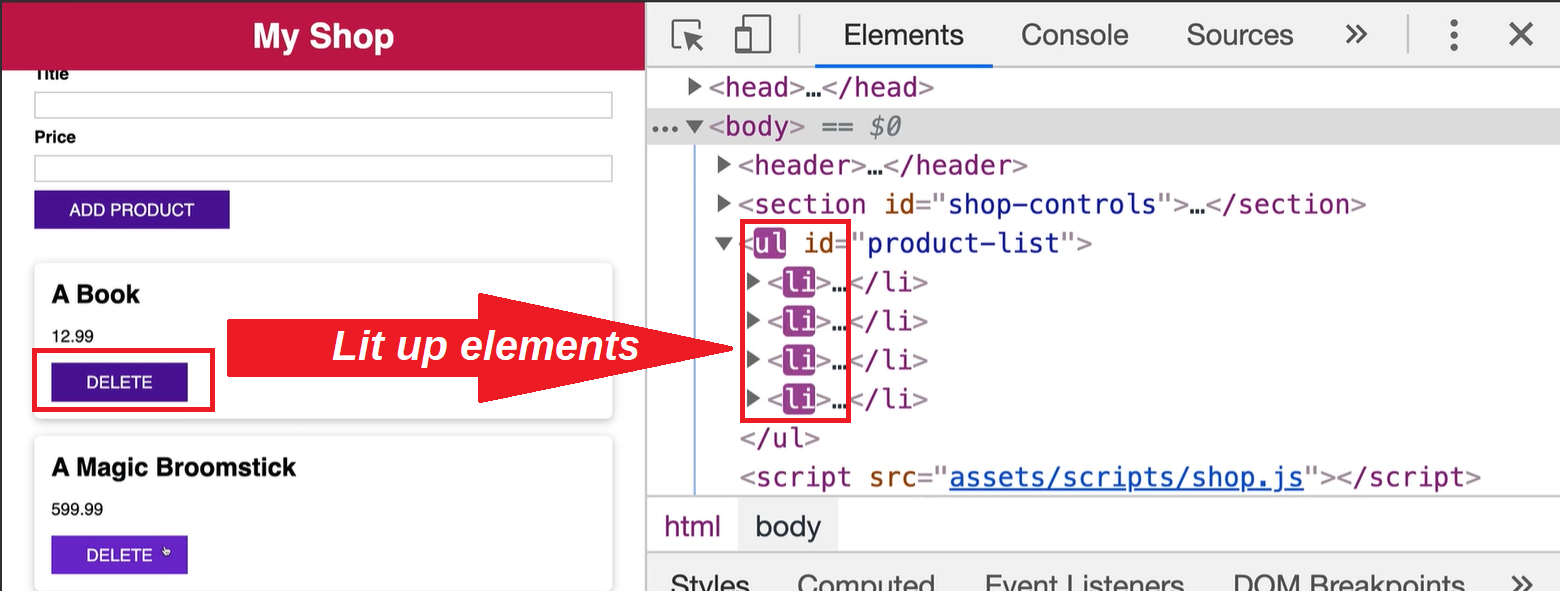 My Shop
Title
Price
ADD PRODUCT
A Book
12.99
DELETE
A Magic Broomstick
599.99
DELETE
Lit up elements
Elements Console Sources »
<head>…</head>
… <body> == $0
<header>…</header>
<section id="shop-controls">…</section>
<ul id="product-list">
<li>…</li>
<li>…</li>
<li>…</li>
<li>…</li>
</ul>
<script src="assets/scripts/shop.js"></script>
html body
Styles Computed Event Listeners DOM Breakpoints »